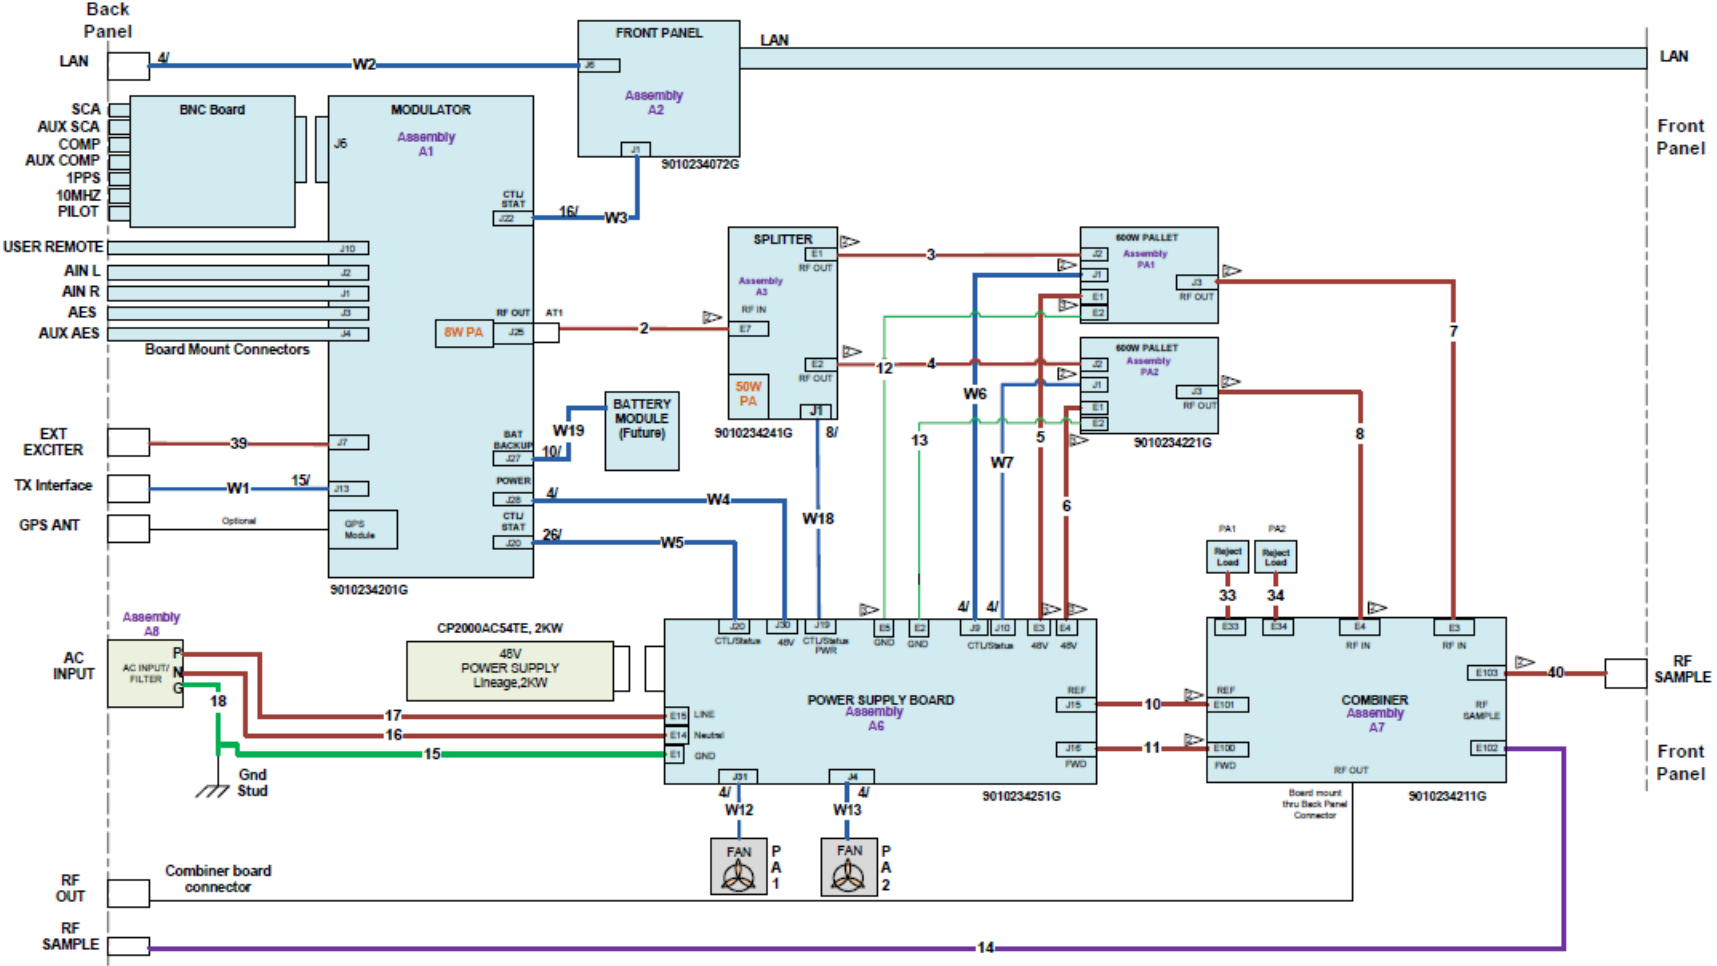 Back
Panel
LAN
4/
W2
FRONT PANEL
J6
Assembly
A2
J1
9010234072G
LAN
LAN
Front
Panel
SCA
AUX SCA
COMP
AUX COMP
1PPS
10MHZ
PILOT
BNC Board
MODULATOR
Assembly
A1
J6
CTL/
STAT
J22
16/
W3
USER REMOTE
J10
AIN L
J2
AIN R
J1
AES
J3
AUX AES
J4
Board Mount Connectors
RF OUT
AT1
8W PA
J25
2
SPLITTER
E1
RF OUT
Assembly
A3
RF IN
E7
E2
RF OUT
50W
PA
J1
9010234241G
8/
3
4
12
13
600W PALLET
Assembly
PA1
J2
J1
E1
E2
J3
RF OUT
600W PALLET
Assembly
PA2
J2
J1
E1
E2
J3
RF OUT
9010234221G
7
8
W6
W7
5
6
EXT
EXCITER
39
J7
BAT
BACKUP
J27
10/
W19
BATTERY
MODULE
(Future)
TX Interface
W1
15/
J13
POWER
J28
4/
W4
GPS ANT
Optional
GPS
Module
CTL/
STAT
J20
26/
W5
W18
9010234201G
PA1
PA2
Reject
Load
Reject
Load
33
34
Assembly
A8
AC
INPUT
AC INPUT/
FILTER
P
N
G
18
CP2000AC54TE, 2KW
48V
POWER SUPPLY
Lineage,2KW
17
16
15
Gnd
Stud
J20
CTL/Status
J30
48V
J19
CTL/Status
PWR
E5
GND
E2
GND
4/
4/
J9
J10
CTL/Status
E3
48V
E4
48V
POWER SUPPLY BOARD
Assembly
A6
E15
LINE
E14
Neutral
E1
GND
REF
J15
J16
FWD
J31
J4
9010234251G
4/
W12
4/
W13
FAN
P
A
1
FAN
P
A
2
10
11
E33
E34
E4
RF IN
E3
RF IN
REF
E101
E100
FWD
COMBINER
Assembly
A7
E103
RF
SAMPLE
E102
RF OUT
40
RF
SAMPLE
Front
Panel
Board mount
thru Back Panel
Connector
9010234211G
Combiner board
connector
RF
OUT
RF
SAMPLE
14